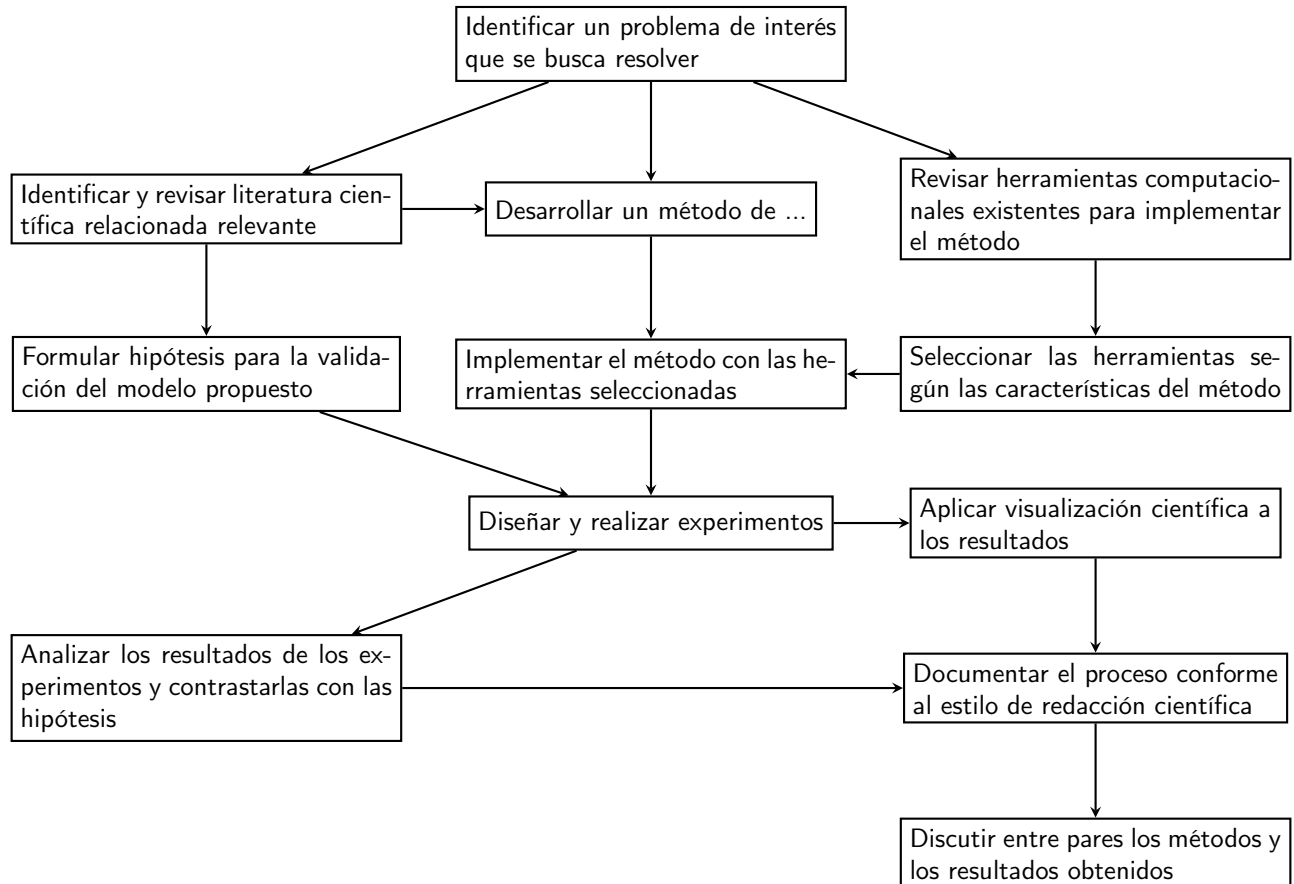 Identificar un problema de interés
que se busca resolver
Identificar y revisar literatura cien-
tífica relacionada relevante
Desarrollar un método de ...
Revisar herramientas computacio-
nales existentes para implementar
el método
Formular hipótesis para la valida-
ción del modelo propuesto
Implementar el método con las he-
rramientas seleccionadas
Seleccionar las herramientas se-
gún las características del método
Diseñar y realizar experimentos
Aplicar visualización científica a
los resultados
Analizar los resultados de los ex-
perimentos y contrastarlas con las
hipótesis
Documentar el proceso conforme
al estilo de redacción científica
Discutir entre pares los métodos y
los resultados obtenidos